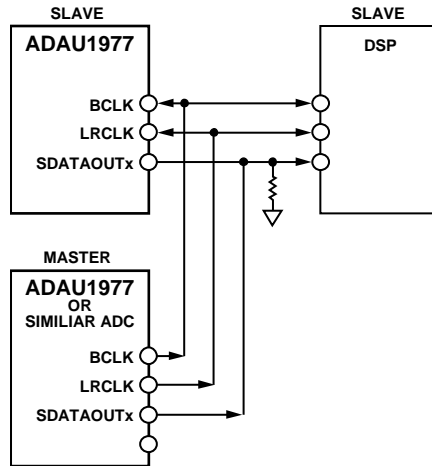 SLAVE
ADAU1977
BCLK
LRCLK
SDATAOUTx
SLAVE
DSP
MASTER
ADAU1977
OR
SIMILIAR ADC
BCLK
LRCLK
SDATAOUTx